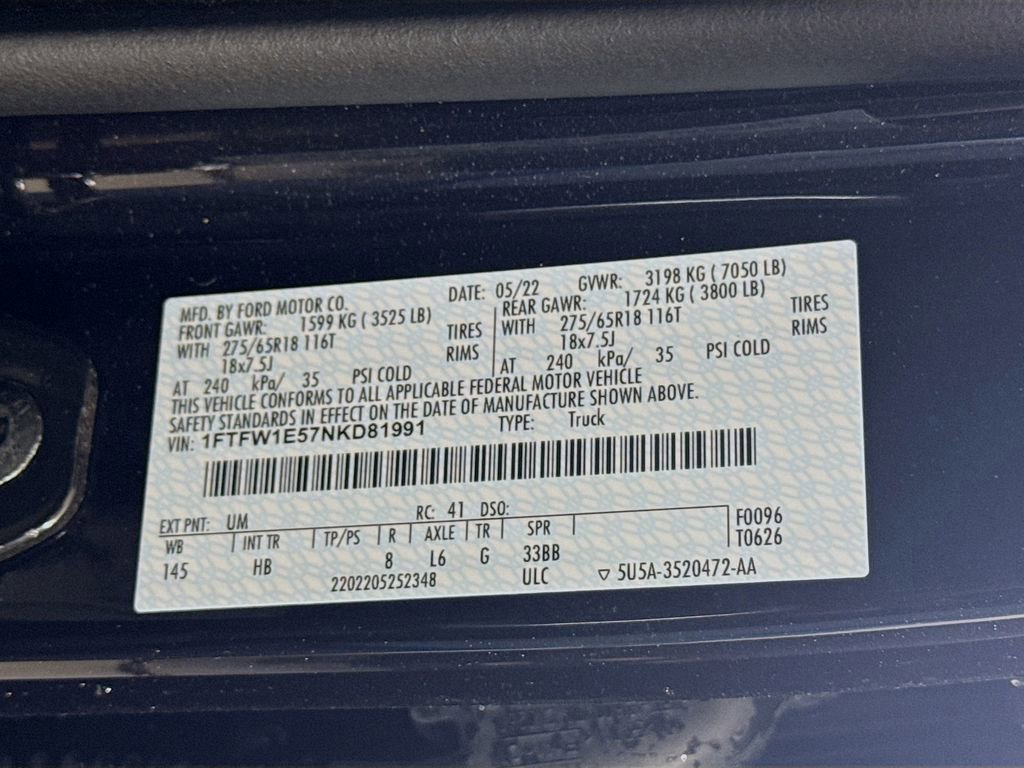 MFD. BY FORD MOTOR CO. DATE: 05/22 GVWR: 3198 KG ( 7050 LB)
FRONT GAWR: 1599 KG ( 3525 LB) REAR GAWR: 1724 KG ( 3800 LB)
WITH 275/65R18 116T TIRES WITH 275/65R18 116T TIRES
18x7.5J RIMS 18x7.5J RIMS
AT 240 kPa/ 35 PSI COLD AT 240 kPa/ 35 PSI COLD
THIS VEHICLE CONFORMS TO ALL APPLICABLE FEDERAL MOTOR VEHICLE
SAFETY STANDARDS IN EFFECT ON THE DATE OF MANUFACTURE SHOWN ABOVE.
VIN: 1FTFW1E57NKD81991 TYPE: Truck
EXT PNT: UM RC: 41 DSO:
WB INT TR TP/PS R AXLE TR SPR F0096
145 HB 8 L6 G 33BB T0626
2202205252348 ULC ▽ 5U5A-3520472-AA